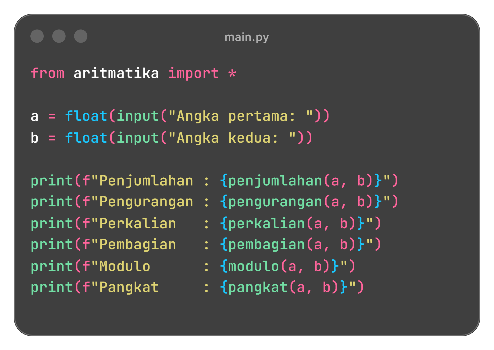 main.py
from aritmatika import *
a = float(input("Angka pertama: "))
b = float(input("Angka kedua: "))
print(f"Penjumlahan : {penjumlahan(a, b)}")
print(f"Pengurangan : {pengurangan(a, b)}")
print(f"Perkalian   : {perkalian(a, b)}")
print(f"Pembagian   : {pembagian(a, b)}")
print(f"Modulo      : {modulo(a, b)}")
print(f"Pangkat     : {pangkat(a, b)}")